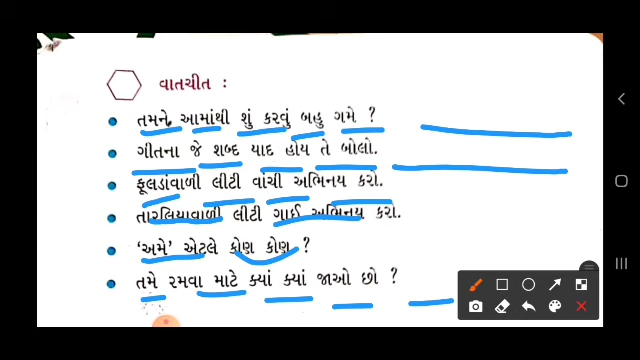 વાતચીત :
તમને આમાંથી શું કરવું બહુ ગમે ?
ગીતના જે શબ્દ યાદ હોય તે બોલો.
ફૂલડાંવાળી લીટી વાંચી અભિનય કરો.
તારલિયાવાળી લીટી ગાઈ અભિનય કરો.
‘અમે’ એટલે કોણ કોણ ?
તમે રમવા માટે ક્યાં ક્યાં જાઓ છો ?